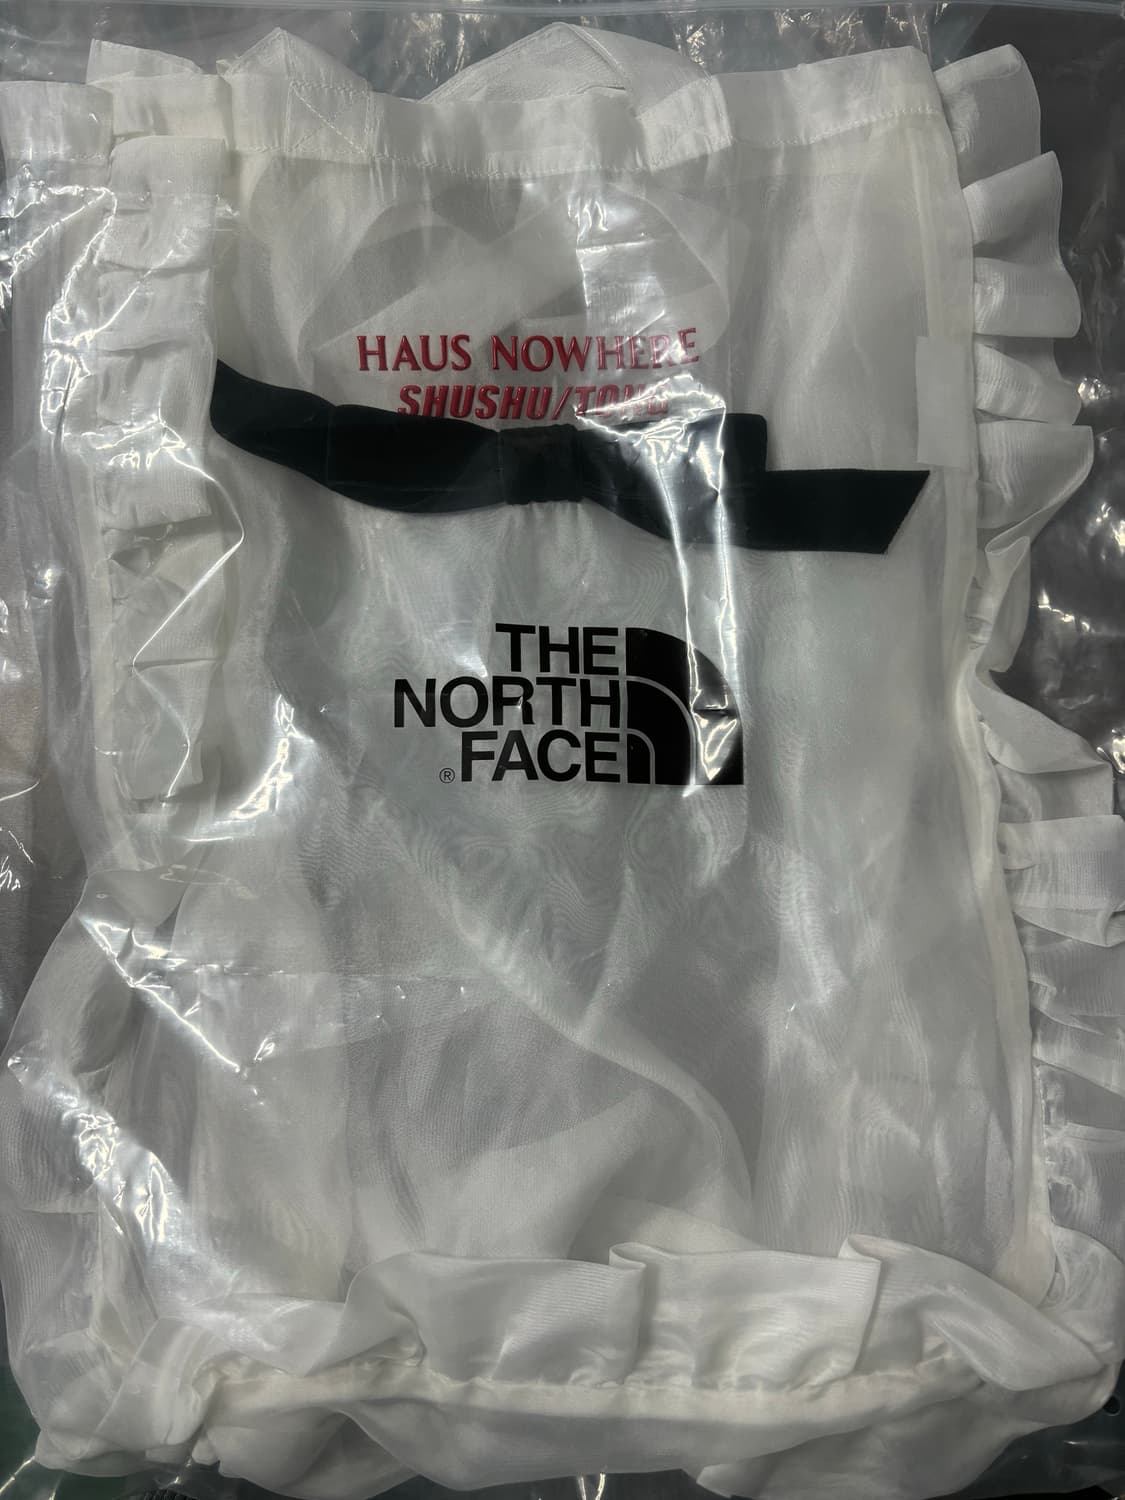 HAUS NOWHERE
SHUSHU/TONG
THE
NORTH
® FACE